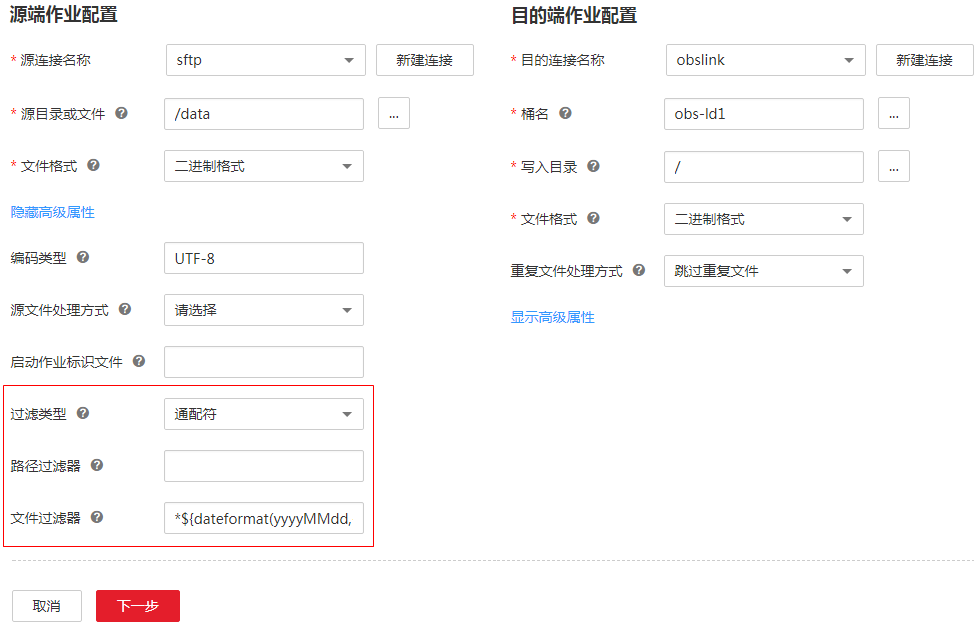 源端作业配置
* 源连接名称 sftp 新建连接
* 源目录或文件 /data ...
* 文件格式 二进制格式
隐藏高级属性
编码类型 UTF-8
源文件处理方式 请选择
启动作业标识文件
过滤类型 通配符
路径过滤器
文件过滤器 *${dateformat(yyyyMMdd,
目的端作业配置
* 目的连接名称 obslink 新建连接
* 桶名 obs-ld1 ...
* 写入目录 / ...
* 文件格式 二进制格式
重复文件处理方式 跳过重复文件
显示高级属性
取消 下一步